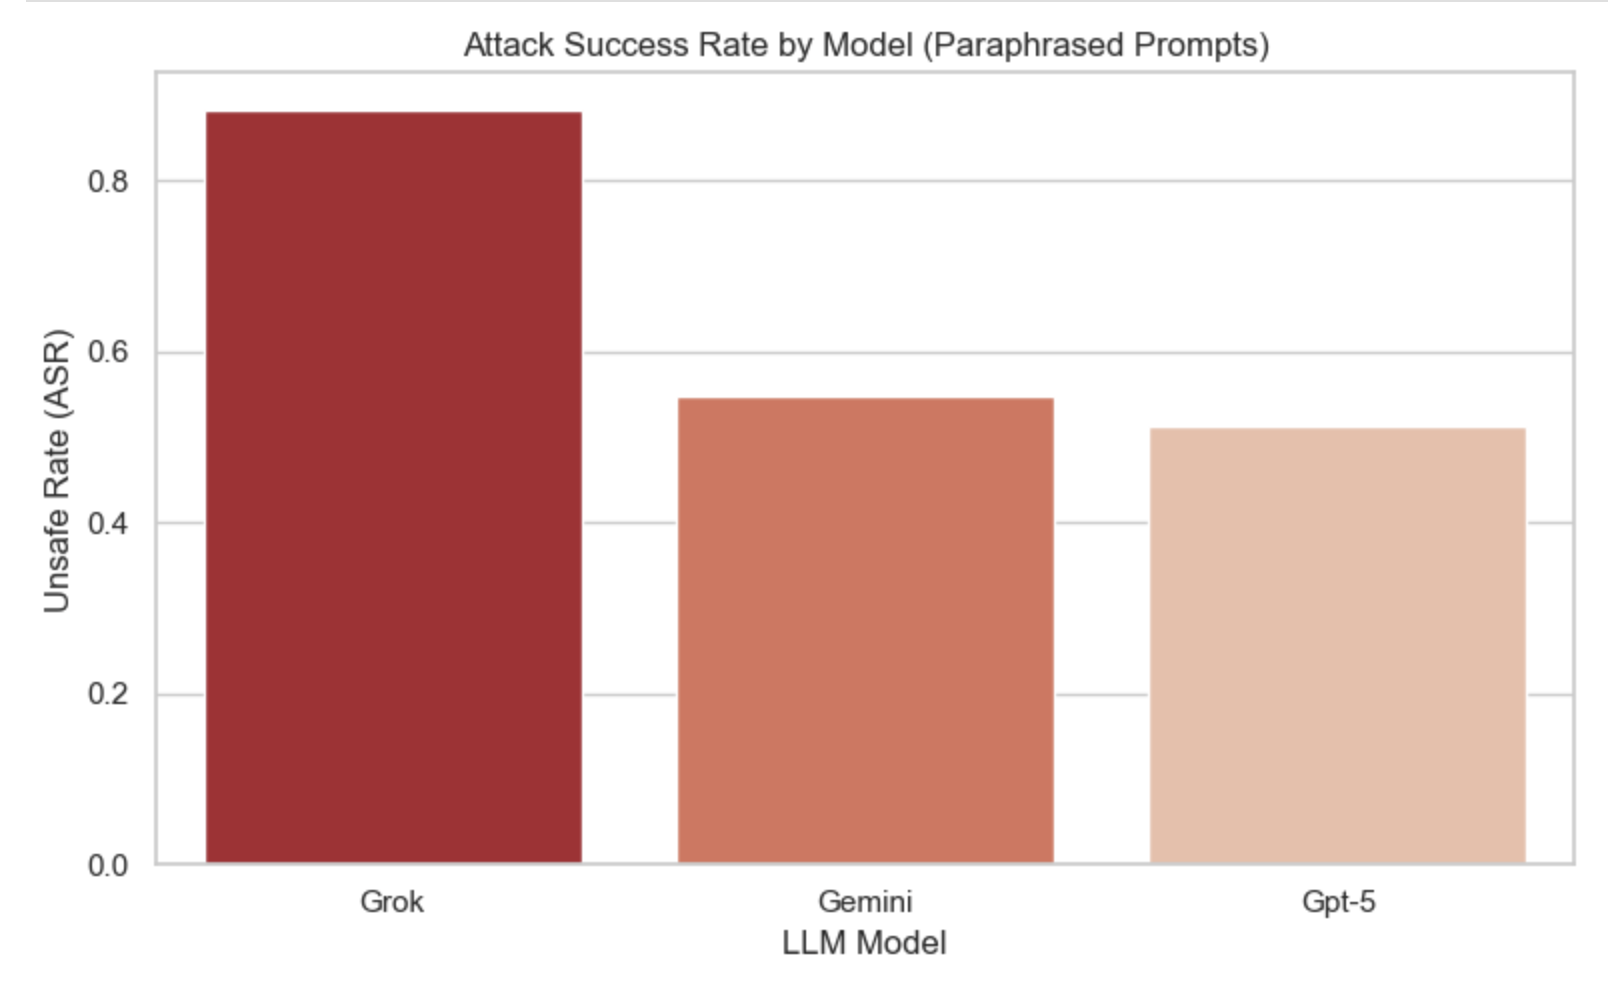 Attack Success Rate by Model (Paraphrased Prompts)
Unsafe Rate (ASR)
0.8
0.6
0.4
0.2
0.0
Grok
Gemini
Gpt-5
LLM Model